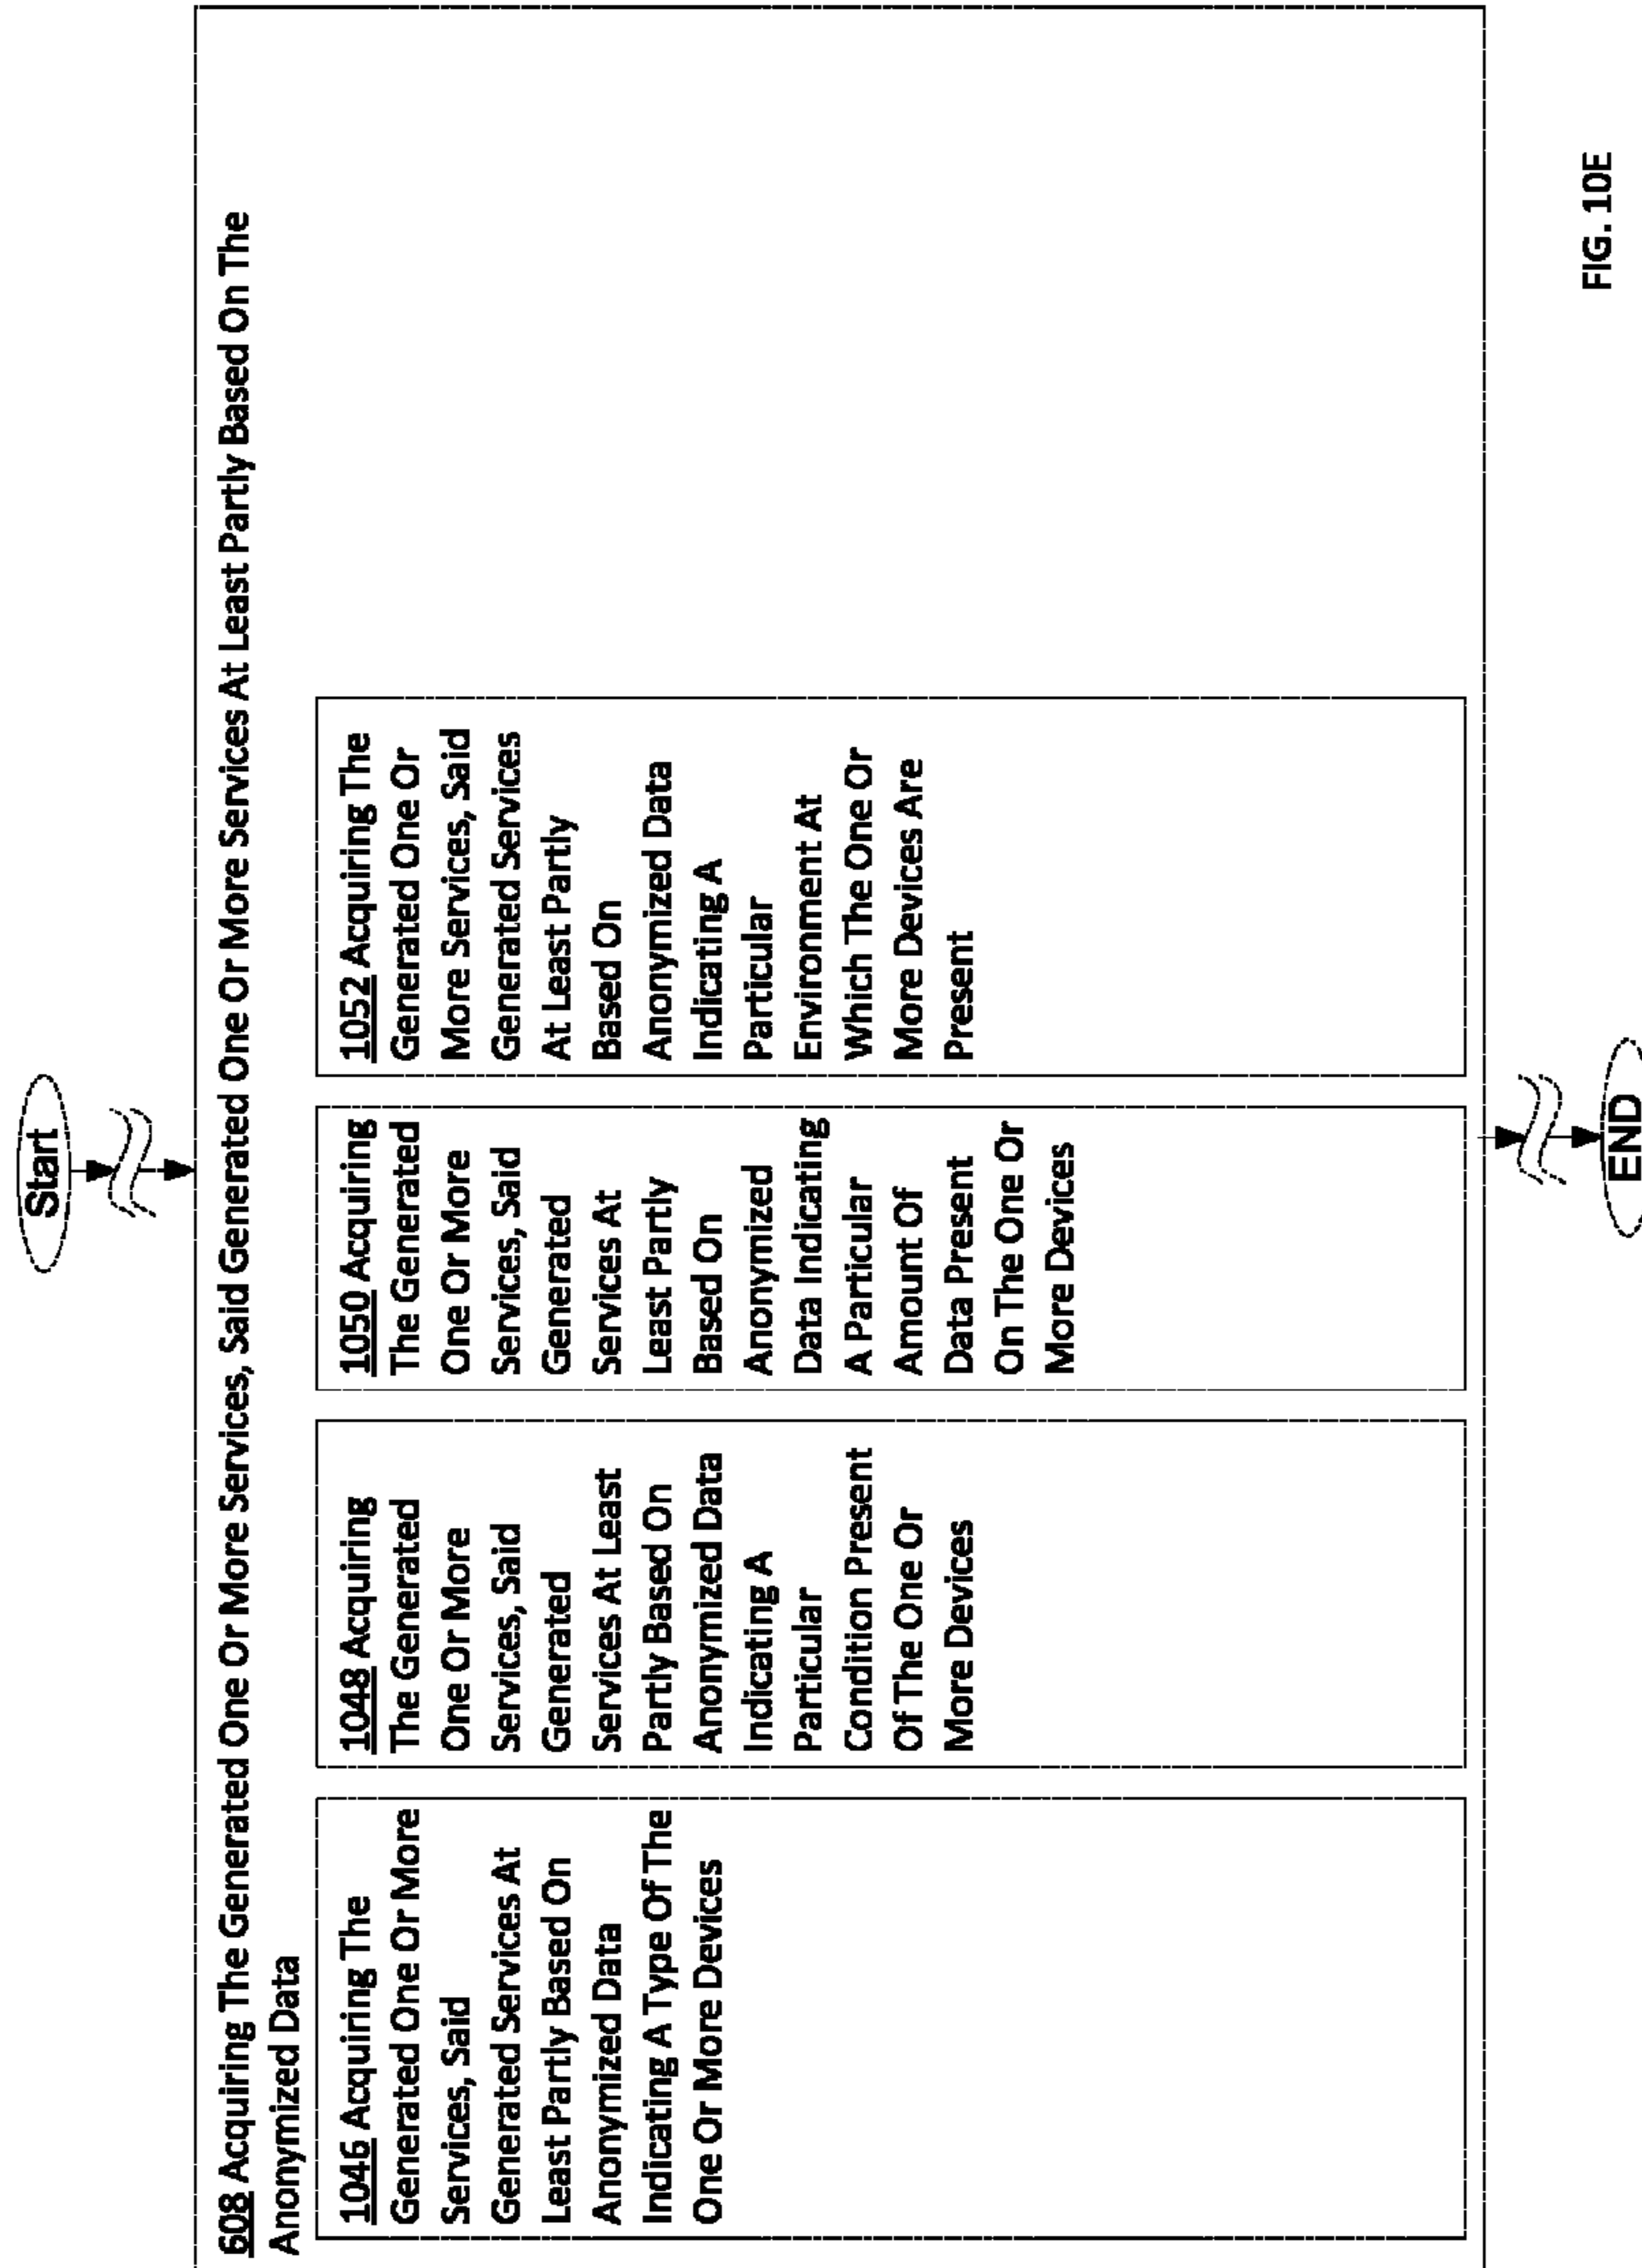 Start
608 Acquiring The Generated One Or More Services, Said Generated One Or More Services At Least Partly Based On The
Anonymized Data
1046 Acquiring The
Generated One Or More
Services, Said
Generated Services At
Least Partly Based On
Anonymized Data
Indicating A Type Of The
One Or More Devices
1048 Acquiring
The Generated
One Or More
Services, Said
Generated
Services At Least
Partly Based On
Anonymized Data
Indicating A
Particular
Condition Present
Of The One Or
More Devices
1050 Acquiring
The Generated
One Or More
Services, Said
Generated
Services At
Least Partly
Based On
Anonymized
Data Indicating
A Particular
Amount Of
Data Present
On The One Or
More Devices
1052 Acquiring The
Generated One Or
More Services, Said
Generated Services
At Least Partly
Based On
Anonymized Data
Indicating A
Particular
Environment At
Which The One Or
More Devices Are
Present
END
FIG. 10E